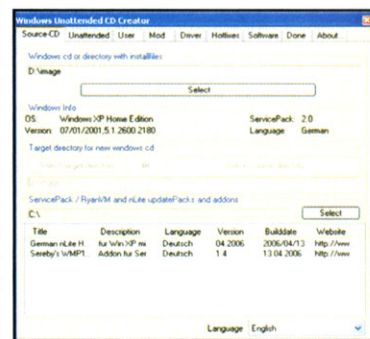 Windows Unattended CD Creator
Source-CD Unattended User Mod Driver Hotfixes Software Done About
Windows cd or directory with installfiles
D:\image
Select
Windows Info
OS: Windows XP Home Edition ServicePack: 2.0
Version: 07/01/2001,5.1.2600.2180 Language German
Target directory for new windows cd
ServicePack / RyanVM and nLite updatePacks and addons
C:\ Select
Title Description Language Version Builddate Website
German nLite H. fur Win XP mi Deutsch 04.2006 2006/04/13 http://ww
Sereby's WMP1. Addon fur Ser Deutsch 1.4 13.04.2006 http://ww
Language English